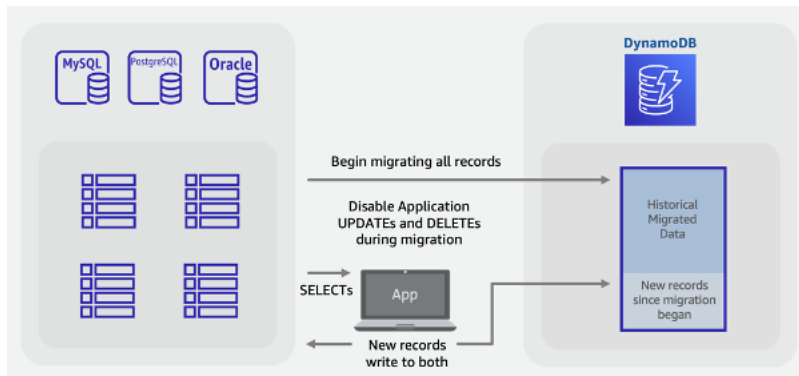 MySQL
PostgreSQL
Oracle
DynamoDB
Begin migrating all records
Disable Application
UPDATEs and DELETEs
during migration
SELECTs
App
New records
write to both
Historical
Migrated
Data
New records
since migration
began